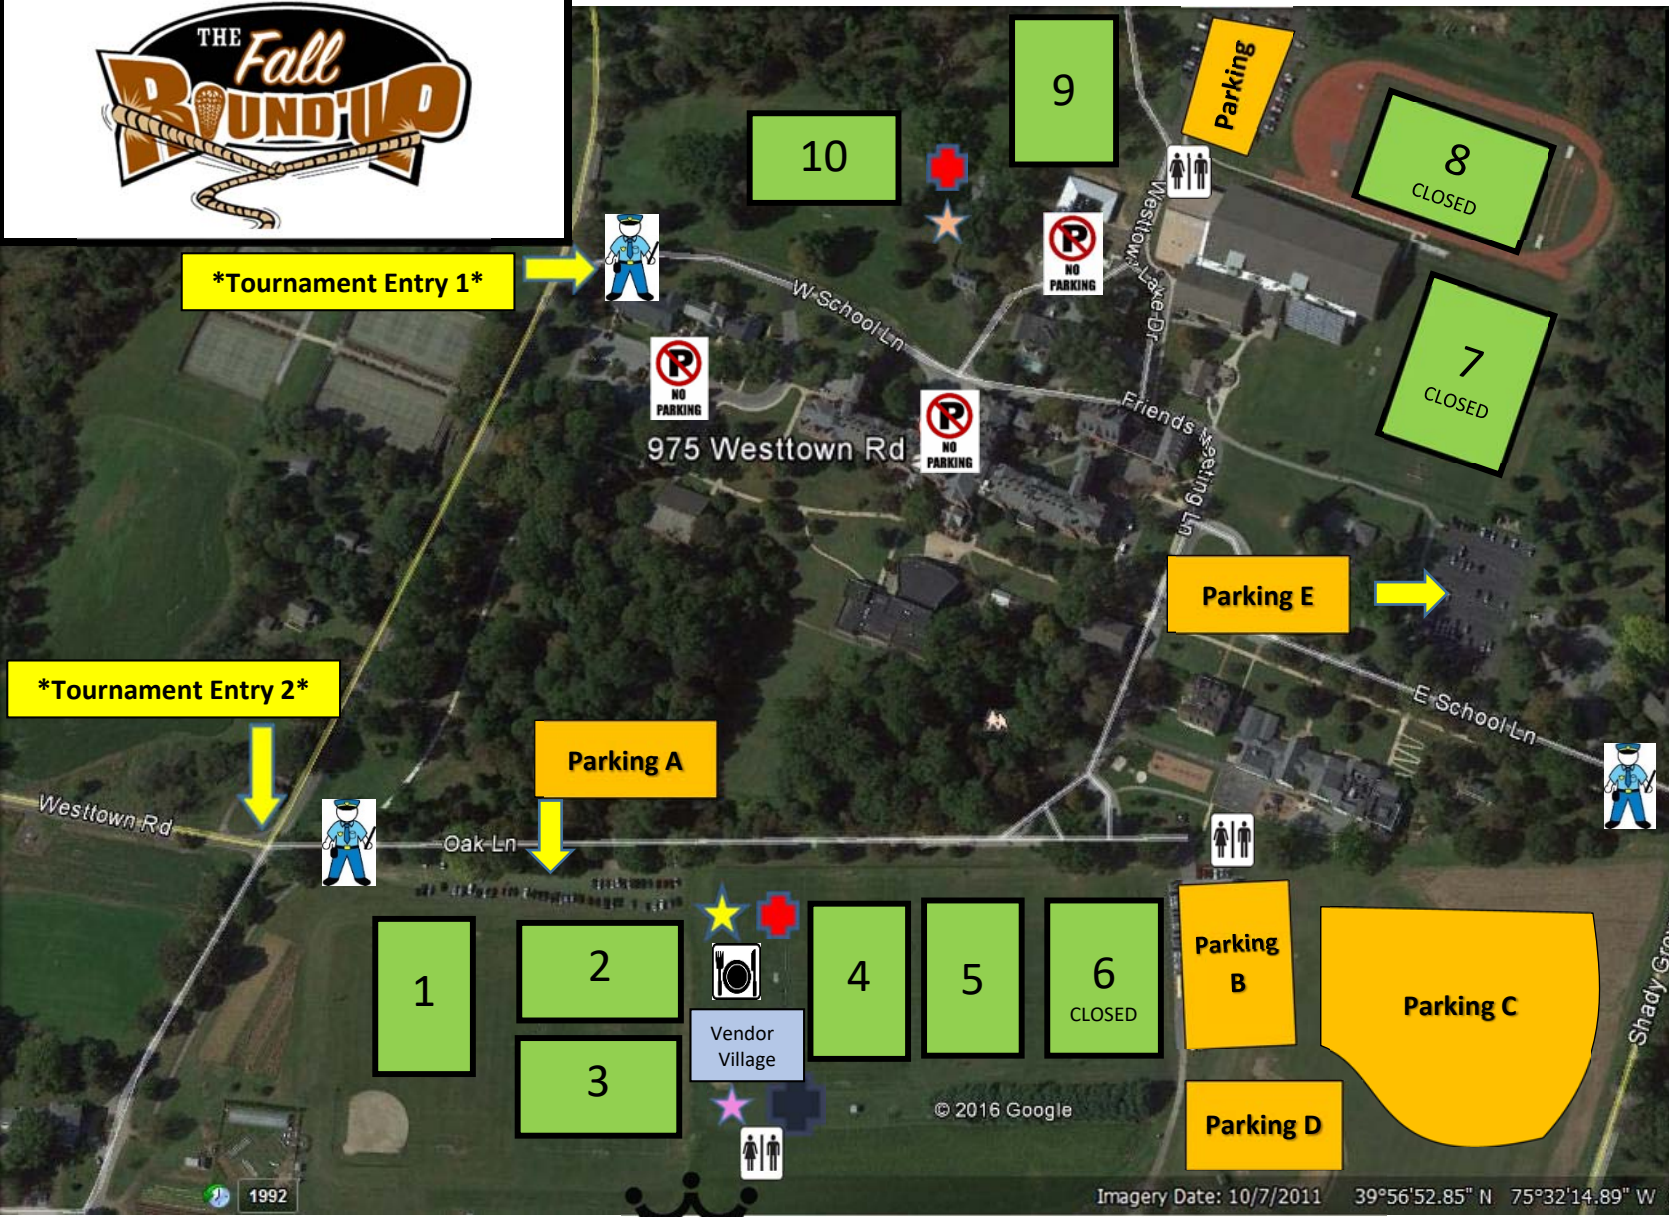 THE Fall
ROUND'UP
9
Parking
10
8
CLOSED
*Tournament Entry 1*
W School Ln
Westtown Lake Dr
NO
PARKING
7
CLOSED
NO
PARKING
975 Westtown Rd
NO
PARKING
Friends Meeting Ln
Parking E
*Tournament Entry 2*
E School Ln
Parking A
Westtown Rd
Oak Ln
1
2
3
Vendor
Village
4
5
6
CLOSED
Parking
B
Parking C
Parking D
© 2016 Google
1992
Imagery Date: 10/7/2011 39°56'52.85" N 75°32'14.89" W